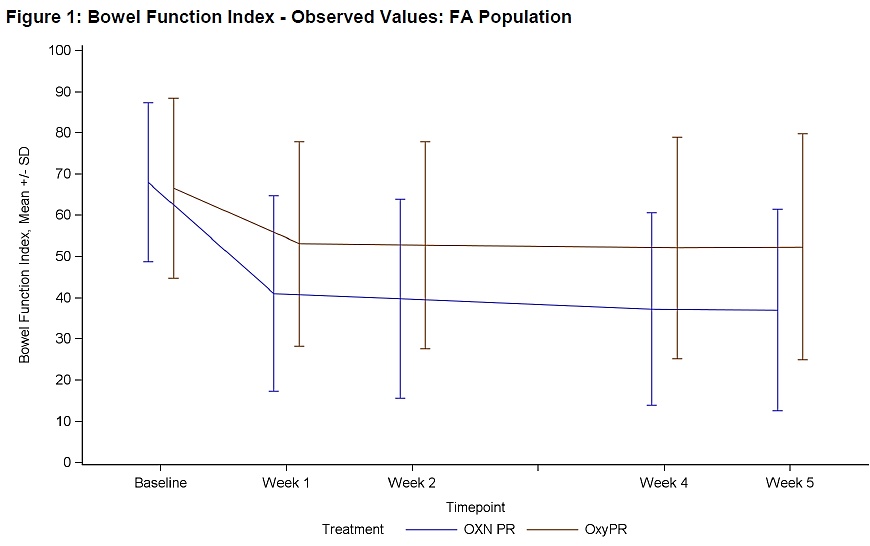 Figure 1: Bowel Function Index - Observed Values: FA Population
100
90
80
70
60
50
40
30
20
10
0
Bowel Function Index, Mean +/- SD
Baseline Week 1 Week 2 Week 4 Week 5
Timepoint
Treatment OXN PR OxyPR